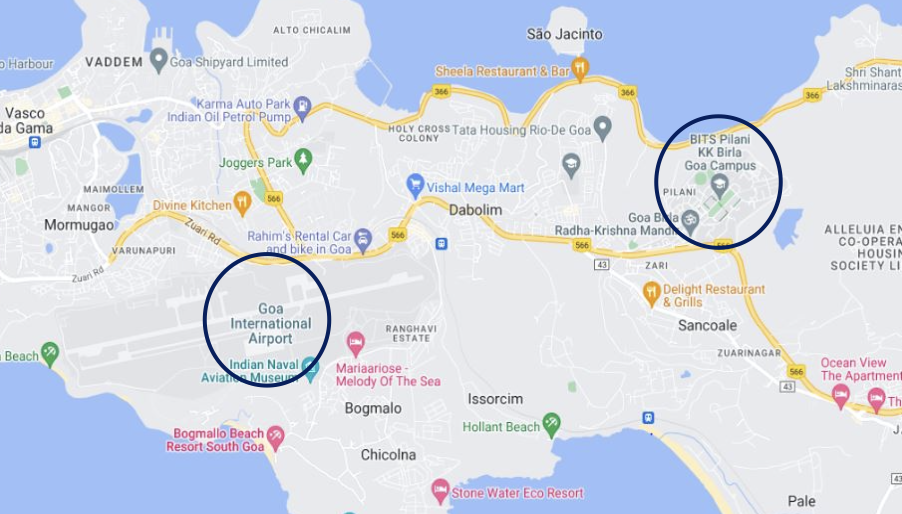 São Jacinto
ALTO CHICALIM
VADDEM
Goa Shipyard Limited
o Harbour
Sheela Restaurant & Bar
Shri Shant
Lakshminaras
366
366
366
Karma Auto Park
Indian Oil Petrol Pump
Vasco
da Gama
HOLY CROSS
COLONY
Tata Housing Rio-De Goa
BITS Pilani
KK Birla
Goa Campus
Joggers Park
MAIMOLLEM
Vishal Mega Mart
PILANI
MANGOR
Divine Kitchen
566
Dabolim
Goa Birla
Radha-Krishna Mandir
Mormugao
Zuari Rd
Rahim's Rental Car
and bike in Goa
566
566
566
ALLELUIA EN
CO-OPERA
HOUSIN
SOCIETY LI
VARUNAPURI
Zuari Rd
43
ZARI
Delight Restaurant
& Grills
Goa
International
Airport
RANGHAVI
ESTATE
Sancoale
ZUARINAGAR
a Beach
Indian Naval
Aviation Museum
Mariaariose -
Melody Of The Sea
566
43
Ocean View
The Apartment
Th
Bogmalo
Issorcim
Hollant Beach
J
Bogmallo Beach
Resort South Goa
Chicolna
43
Stone Water Eco Resort
Pale